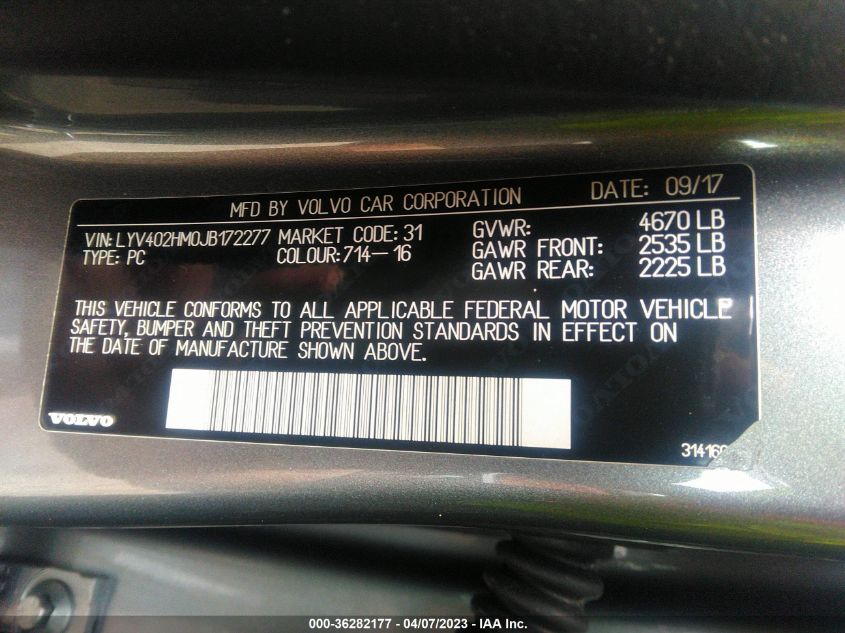 MFD BY VOLVO CAR CORPORATION DATE: 09/17
VIN: LYV402HM0JB172277 MARKET CODE: 31 GVWR: 4670 LB
TYPE: PC COLOUR: 714-16 GAWR FRONT: 2535 LB
GAWR REAR: 2225 LB
THIS VEHICLE CONFORMS TO ALL APPLICABLE FEDERAL MOTOR VEHICLE
SAFETY, BUMPER AND THEFT PREVENTION STANDARDS IN EFFECT ON
THE DATE OF MANUFACTURE SHOWN ABOVE.
VOLVO
000-36282177 - 04/07/2023 - IAA Inc.